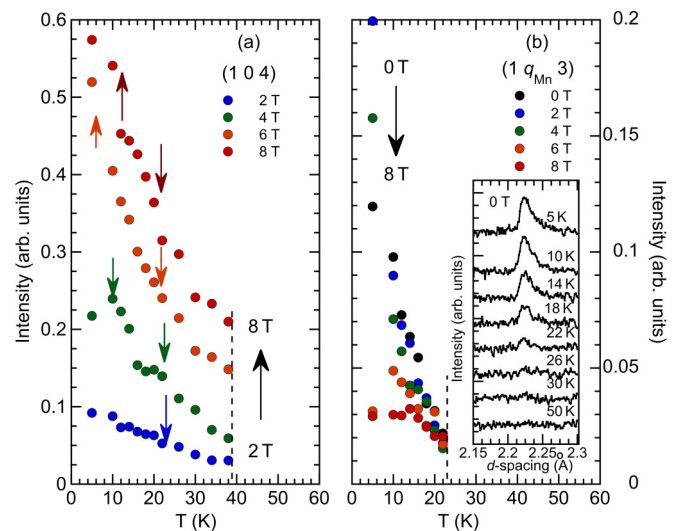 (a)
(1 0 4)
2 T
4 T
6 T
8 T
8 T
2 T
0.6
0.5
0.4
0.3
0.2
0.1
0
Intensity (arb. units)
0 10 20 30 40 50 60
T (K)
(b)
(1 qMn 3)
0 T
2 T
4 T
6 T
8 T
0 T
8 T
0.2
0.15
0.1
0.05
0
Intensity (arb. units)
0 10 20 30 40 50 60
T (K)
0 T
5 K
10 K
14 K
18 K
22 K
26 K
30 K
50 K
Intensity (arb. units)
2.15 2.2 2.25 2.3
d-spacing (Å)